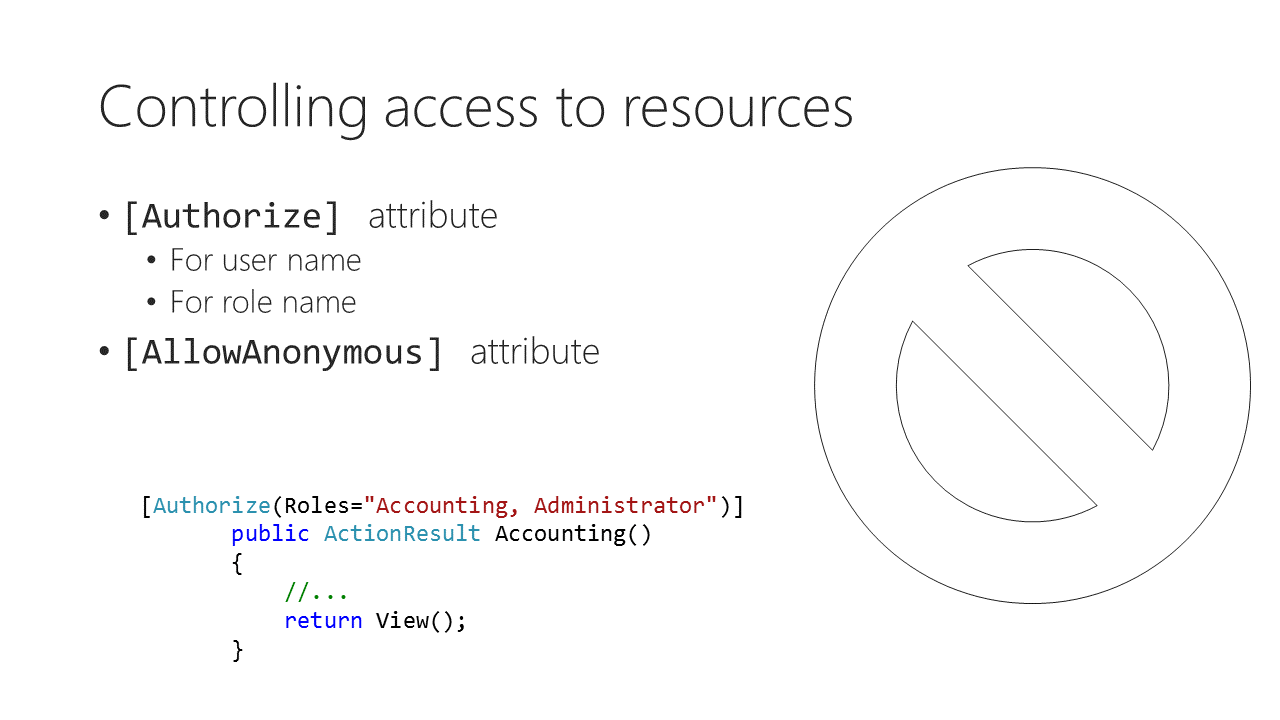 Controlling access to resources
• [Authorize] attribute
• For user name
• For role name
• [AllowAnonymous] attribute
[Authorize(Roles="Accounting, Administrator")]
public ActionResult Accounting()
{
//...
return View();
}